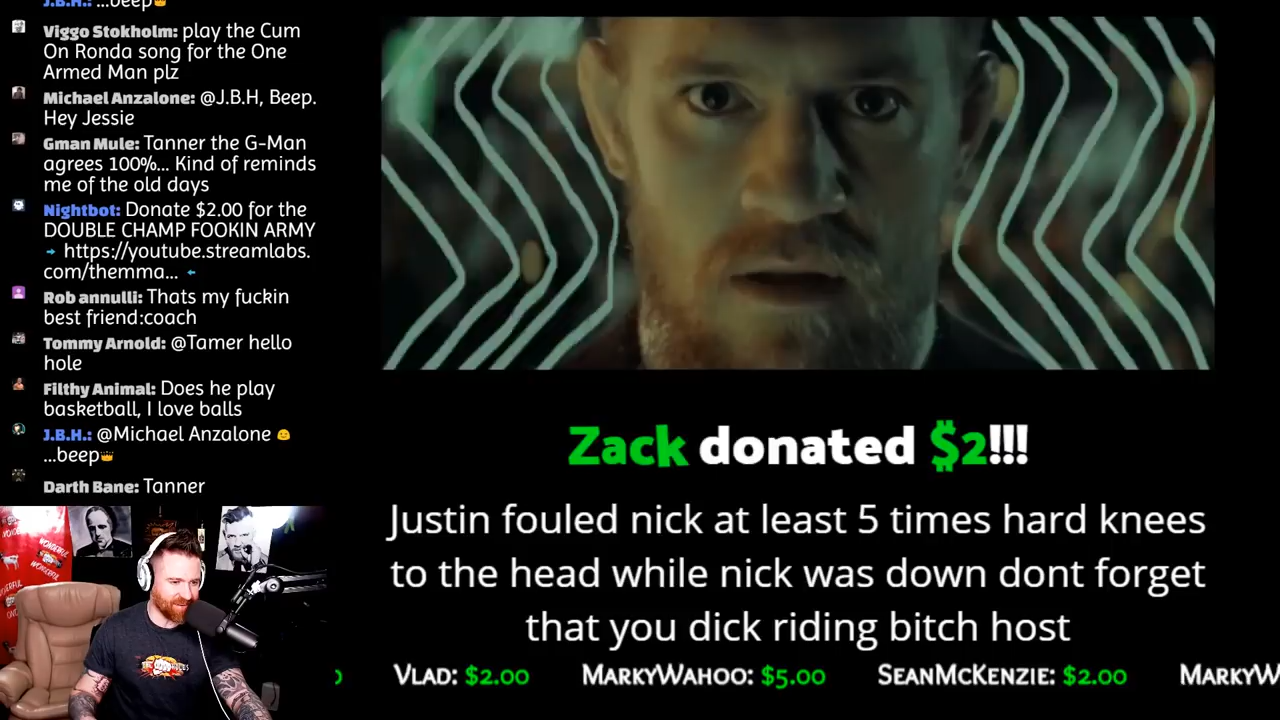 J.B.H.: ...beep
Viggo Stokholm: play the Cum
On Ronda song for the One
Armed Man plz
Michael Anzalone: @J.B.H, Beep.
Hey Jessie
Gman Mule: Tanner the G-Man
agrees 100%... Kind of reminds
me of the old days
Nightbot: Donate $2.00 for the
DOUBLE CHAMP FOOKIN ARMY
→ https://youtube.streamlabs.
com/themma... ←
Rob annulli: Thats my fuckin
best friend:coach
Tommy Arnold: @Tamer hello
hole
Filthy Animal: Does he play
basketball, I love balls
J.B.H.: @Michael Anzalone 😊
...beep👑
Darth Bane: Tanner
Zack donated $2!!!
Justin fouled nick at least 5 times hard knees
to the head while nick was down dont forget
that you dick riding bitch host
0 Vlad: $2.00 MarkyWahoo: $5.00 SeanMcKenzie: $2.00 MarkyW